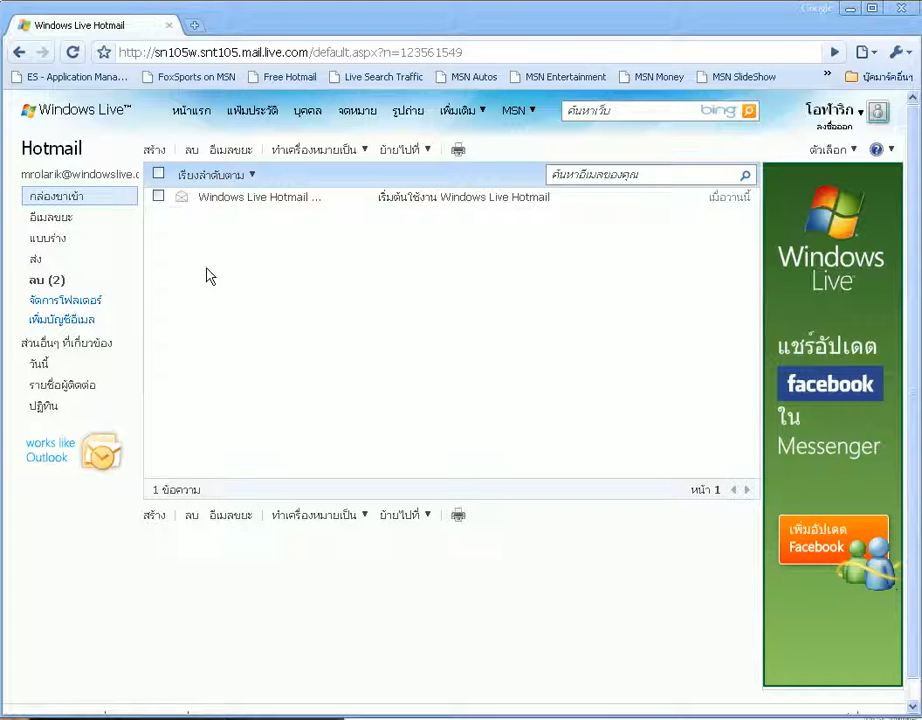 Google
Windows Live Hotmail
http://sn105w.snt105.mail.live.com/default.aspx?n=123561549
ES - Application Mana... FoxSports on MSN Free Hotmail Live Search Traffic MSN Autos MSN Entertainment MSN Money MSN SlideShow » บุ๊คมาร์คอื่นๆ
Windows Live™ หน้าแรก แฟ้มประวัติ บุคคล จดหมาย รูปถ่าย เพิ่มเติม MSN ค้นหาเว็บ bing
ลงชื่อออก
Hotmail สร้าง ลบ อีเมลขยะ ทำเครื่องหมายเป็น ย้ายไปที่ ตัวเลือก
mrolarik@windowslive.c
เรียงลำดับตาม ค้นหาอีเมลของคุณ
กล่องขาเข้า
Windows Live Hotmail ... เริ่มต้นใช้งาน Windows Live Hotmail เมื่อวานนี้
อีเมลขยะ
แบบร่าง
ส่ง
ลบ (2)
จัดการโฟลเดอร์
เพิ่มบัญชีอีเมล
ส่วนอื่นๆ ที่เกี่ยวข้อง
วันนี้
รายชื่อผู้ติดต่อ
ปฏิทิน
works like
Outlook
1 ข้อความ หน้า 1
สร้าง ลบ อีเมลขยะ ทำเครื่องหมายเป็น ย้ายไปที่
Windows
Live
แชร์อัปเดต
facebook
ใน
Messenger
เพิ่มอัปเดต
Facebook